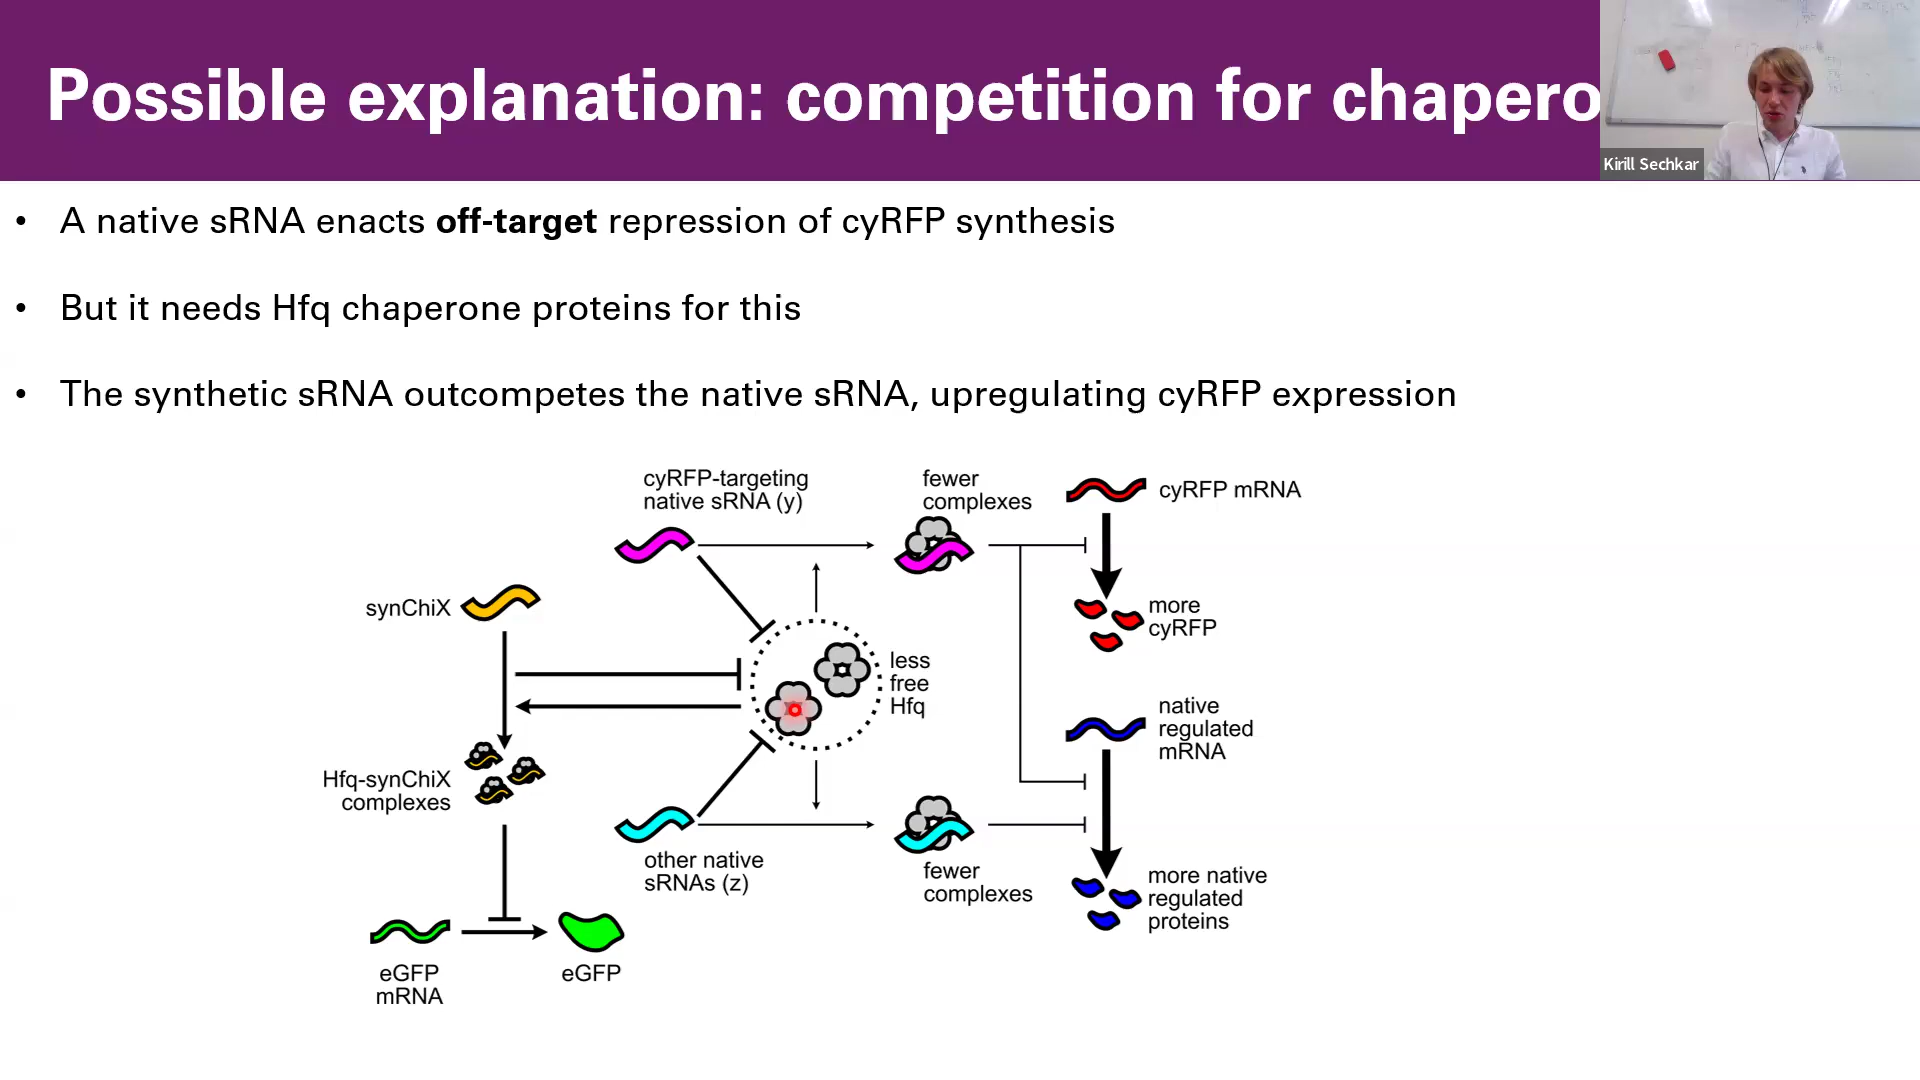 Possible explanation: competition for chapero
Kirill Sechkar
• A native sRNA enacts off-target repression of cyRFP synthesis
• But it needs Hfq chaperone proteins for this
• The synthetic sRNA outcompetes the native sRNA, upregulating cyRFP expression
cyRFP-targeting
native sRNA (y)
fewer
complexes
cyRFP mRNA
synChiX
more
cyRFP
less
free
Hfq
native
regulated
mRNA
Hfq-synChiX
complexes
other native
sRNAs (z)
fewer
complexes
more native
regulated
proteins
eGFP
mRNA
eGFP